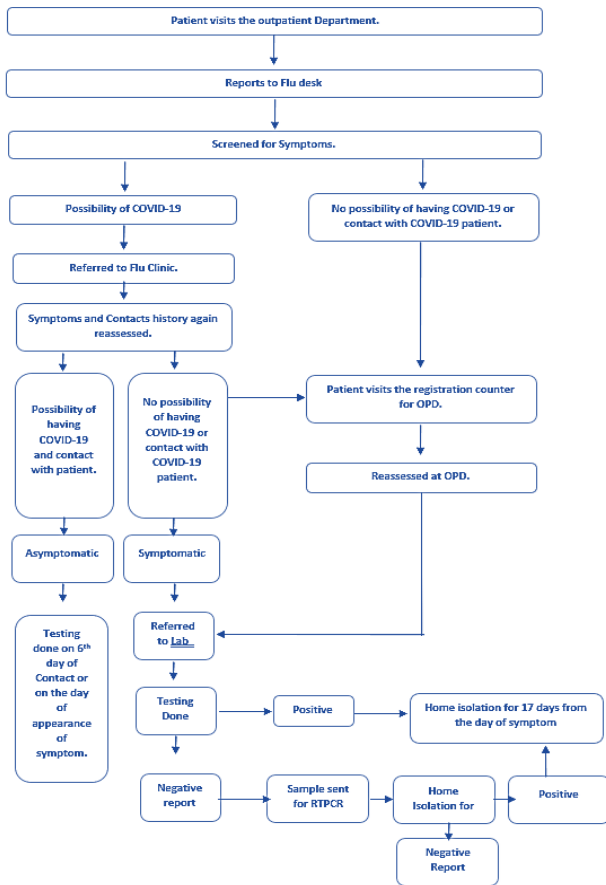 Patient visits the outpatient Department.
Reports to Flu desk
Screened for Symptoms.
Possibility of COVID-19
No possibility of having COVID-19 or
contact with COVID-19 patient.
Referred to Flu Clinic.
Symptoms and Contacts history again
reassessed.
Possibility of
having
COVID-19
and contact
with patient.
No possibility
of having
COVID-19 or
contact with
COVID-19
patient.
Patient visits the registration counter
for OPD.
Reassessed at OPD.
Asymptomatic
Symptomatic
Testing
done on 6th
day of
Contact or
on the day
of
appearance
of
symptom.
Referred
to Lab
Testing
Done
Positive
Home isolation for 17 days from
the day of symptom
Negative
report
Sample sent
for RTPCR
Home
Isolation for
Positive
Negative
Report